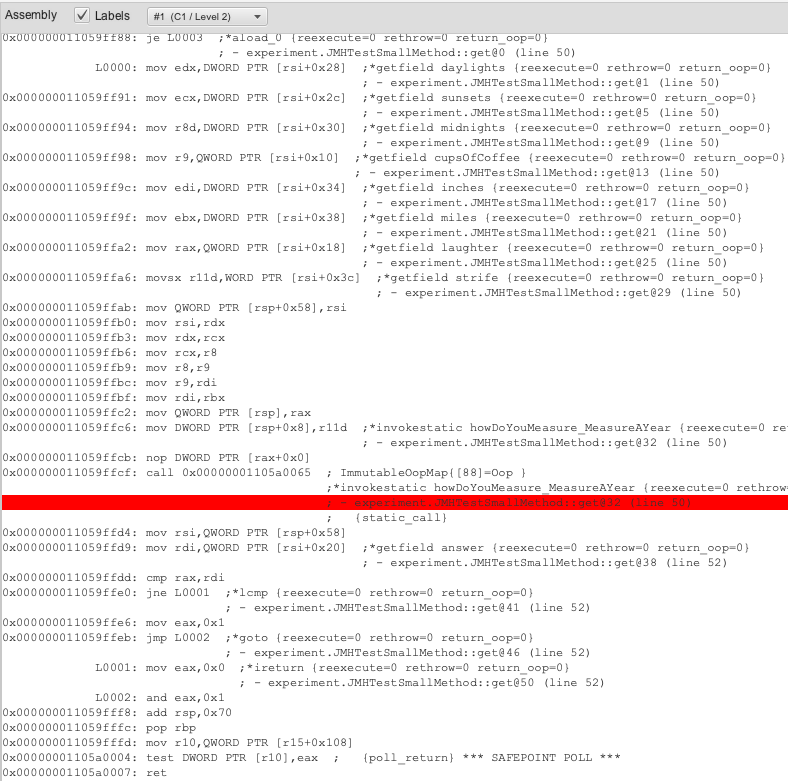 Assembly Labels #1 (C1 / Level 2)
0x000000011059ff88: je L0003 ;*aload_0 {reexecute=0 rethrow=0 return_oop=0}
; - experiment.JMHTestSmallMethod::get@0 (line 50)
L0000: mov edx,DWORD PTR [rsi+0x28] ;*getfield daylights {reexecute=0 rethrow=0 return_oop=0}
; - experiment.JMHTestSmallMethod::get@1 (line 50)
0x000000011059ff91: mov ecx,DWORD PTR [rsi+0x2c] ;*getfield sunsets {reexecute=0 rethrow=0 return_oop=0}
; - experiment.JMHTestSmallMethod::get@5 (line 50)
0x000000011059ff94: mov r8d,DWORD PTR [rsi+0x30] ;*getfield midnights {reexecute=0 rethrow=0 return_oop=0}
; - experiment.JMHTestSmallMethod::get@9 (line 50)
0x000000011059ff98: mov r9,QWORD PTR [rsi+0x10] ;*getfield cupsOfCoffee {reexecute=0 rethrow=0 return_oop=0}
; - experiment.JMHTestSmallMethod::get@13 (line 50)
0x000000011059ff9c: mov edi,DWORD PTR [rsi+0x34] ;*getfield inches {reexecute=0 rethrow=0 return_oop=0}
; - experiment.JMHTestSmallMethod::get@17 (line 50)
0x000000011059ff9f: mov ebx,DWORD PTR [rsi+0x38] ;*getfield miles {reexecute=0 rethrow=0 return_oop=0}
; - experiment.JMHTestSmallMethod::get@21 (line 50)
0x000000011059ffa2: mov rax,QWORD PTR [rsi+0x18] ;*getfield laughter {reexecute=0 rethrow=0 return_oop=0}
; - experiment.JMHTestSmallMethod::get@25 (line 50)
0x000000011059ffa6: movsx r11d,WORD PTR [rsi+0x3c] ;*getfield strife {reexecute=0 rethrow=0 return_oop=0}
; - experiment.JMHTestSmallMethod::get@29 (line 50)
0x000000011059ffab: mov QWORD PTR [rsp+0x58],rsi
0x000000011059ffb0: mov rsi,rdx
0x000000011059ffb3: mov rdx,rcx
0x000000011059ffb6: mov rcx,r8
0x000000011059ffb9: mov r8,r9
0x000000011059ffbc: mov r9,rdi
0x000000011059ffbf: mov rdi,rbx
0x000000011059ffc2: mov QWORD PTR [rsp],rax
0x000000011059ffc6: mov DWORD PTR [rsp+0x8],r11d ;*invokestatic howDoYouMeasure_MeasureAYear {reexecute=0 re
; - experiment.JMHTestSmallMethod::get@32 (line 50)
0x000000011059ffcb: nop DWORD PTR [rax+0x0]
0x000000011059ffcf: call 0x00000001105a0065 ; ImmutableOopMap{[88]=Oop }
;*invokestatic howDoYouMeasure_MeasureAYear {reexecute=0 rethrow=
; - experiment.JMHTestSmallMethod::get@32 (line 50)
; {static_call}
0x000000011059ffd4: mov rsi,QWORD PTR [rsp+0x58]
0x000000011059ffd9: mov rdi,QWORD PTR [rsi+0x20] ;*getfield answer {reexecute=0 rethrow=0 return_oop=0}
; - experiment.JMHTestSmallMethod::get@38 (line 52)
0x000000011059ffdd: cmp rax,rdi
0x000000011059ffe0: jne L0001 ;*lcmp {reexecute=0 rethrow=0 return_oop=0}
; - experiment.JMHTestSmallMethod::get@41 (line 52)
0x000000011059ffe6: mov eax,0x1
0x000000011059ffeb: jmp L0002 ;*goto {reexecute=0 rethrow=0 return_oop=0}
; - experiment.JMHTestSmallMethod::get@46 (line 52)
L0001: mov eax,0x0 ;*ireturn {reexecute=0 rethrow=0 return_oop=0}
; - experiment.JMHTestSmallMethod::get@50 (line 52)
L0002: and eax,0x1
0x000000011059fff8: add rsp,0x70
0x000000011059fffc: pop rbp
0x000000011059fffd: mov r10,QWORD PTR [r15+0x108]
0x00000001105a0004: test DWORD PTR [r10],eax ; {poll_return} *** SAFEPOINT POLL ***
0x00000001105a0007: ret